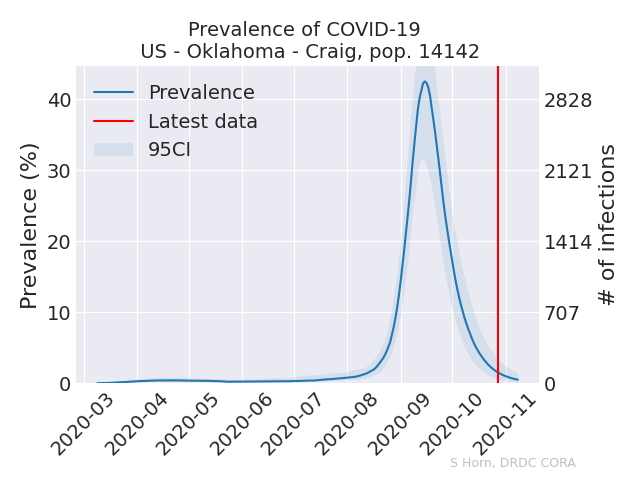 Prevalence of COVID-19
US - Oklahoma - Craig, pop. 14142
Prevalence
Latest data
95CI
Prevalence (%)
40
30
20
10
0
# of infections
2828
2121
1414
707
0
2020-03
2020-04
2020-05
2020-06
2020-07
2020-08
2020-09
2020-10
2020-11
S Horn, DRDC CORA